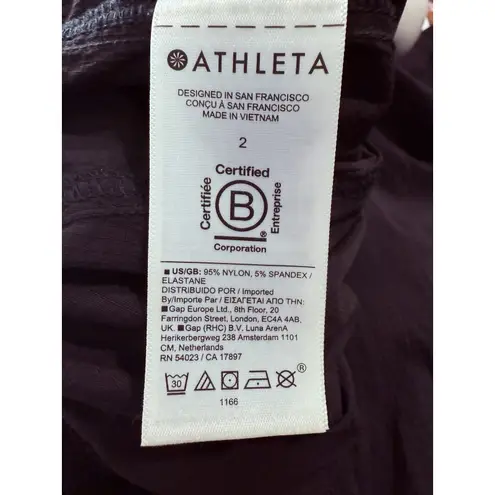 ATHLETA
DESIGNED IN SAN FRANCISCO
CONÇU À SAN FRANCISCO
MADE IN VIETNAM
2
Certified
Certifiée
B
Entreprise
®
Corporation
■ US/GB: 95% NYLON, 5% SPANDEX /
ELASTANE
DISTRIBUIDO POR / Imported
By/Importe Par / ΕΙΣΑΓΕΤΑΙ ΑΠΟ ΤΗΝ:
■ Gap Europe Ltd., 8th Floor, 20
Farringdon Street, London, EC4A 4AB,
UK. ■ Gap (RHC) B.V. Luna ArenA
Herikerbergweg 238 Amsterdam 1101
CM, Netherlands
RN 54023 / CA 17897
30 ®
1166